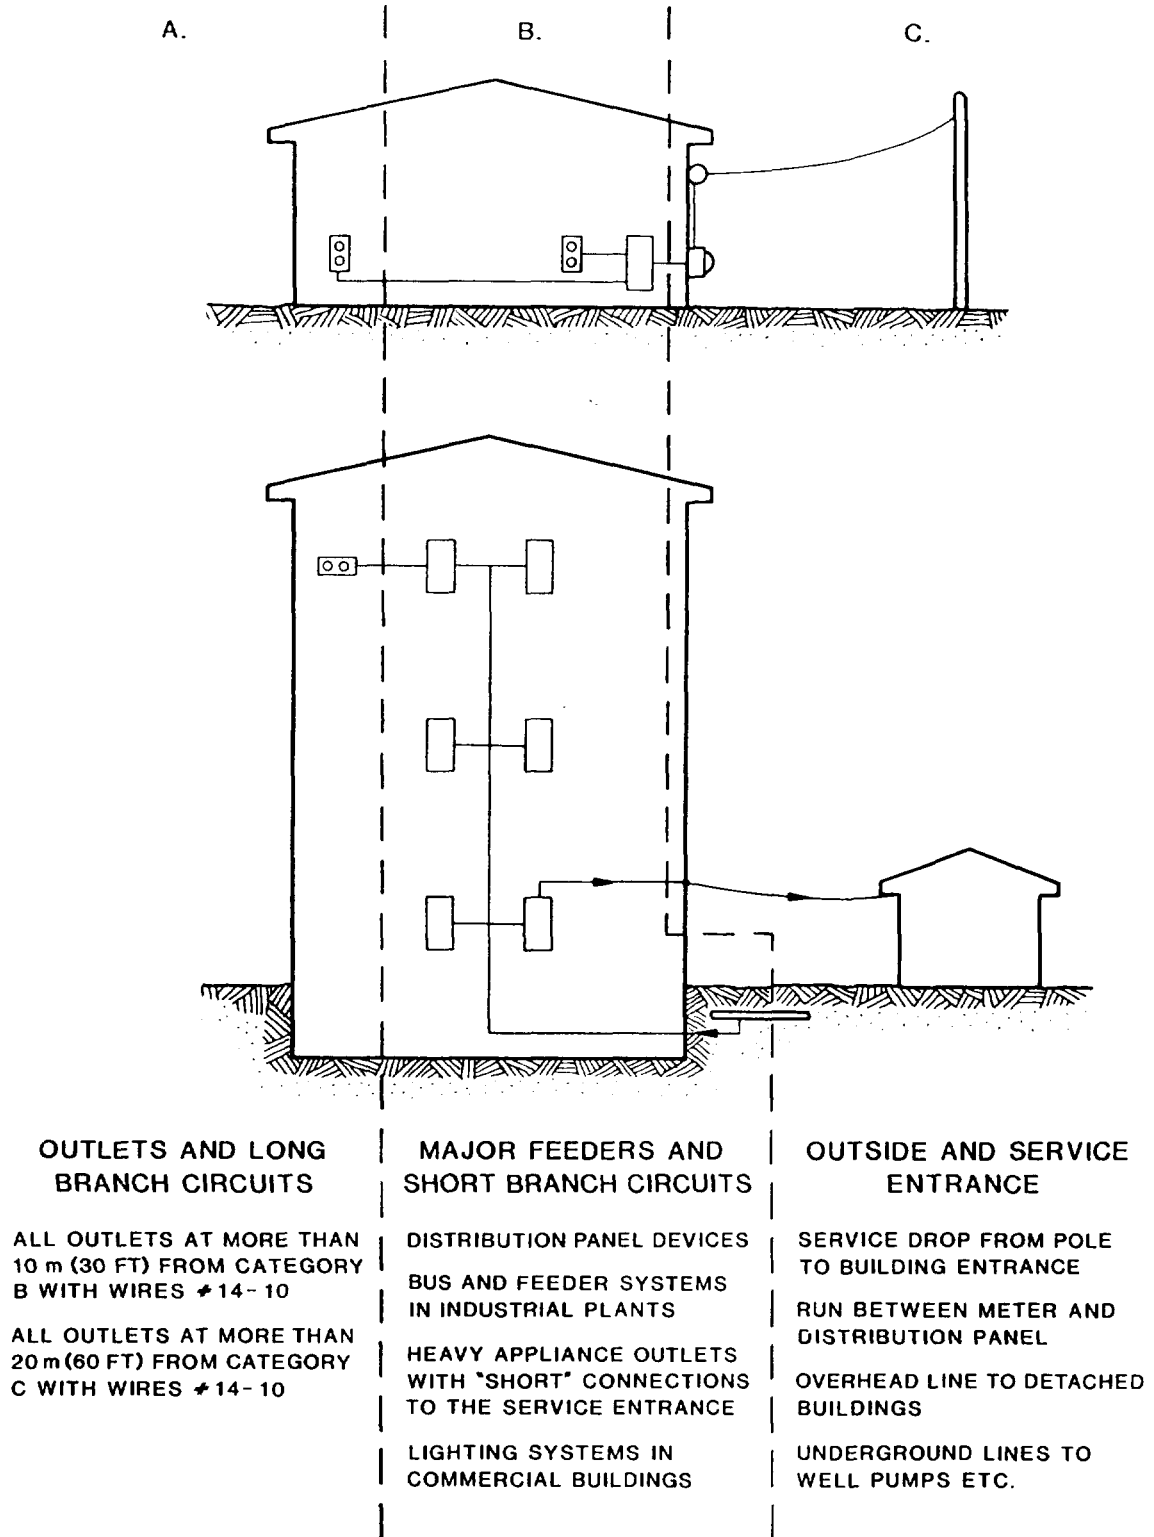 A.
B.
C.
OUTLETS AND LONG
BRANCH CIRCUITS
ALL OUTLETS AT MORE THAN
10 m (30 FT) FROM CATEGORY
B WITH WIRES #14-10
ALL OUTLETS AT MORE THAN
20 m (60 FT) FROM CATEGORY
C WITH WIRES #14-10
MAJOR FEEDERS AND
SHORT BRANCH CIRCUITS
DISTRIBUTION PANEL DEVICES
BUS AND FEEDER SYSTEMS
IN INDUSTRIAL PLANTS
HEAVY APPLIANCE OUTLETS
WITH "SHORT" CONNECTIONS
TO THE SERVICE ENTRANCE
LIGHTING SYSTEMS IN
COMMERCIAL BUILDINGS
OUTSIDE AND SERVICE
ENTRANCE
SERVICE DROP FROM POLE
TO BUILDING ENTRANCE
RUN BETWEEN METER AND
DISTRIBUTION PANEL
OVERHEAD LINE TO DETACHED
BUILDINGS
UNDERGROUND LINES TO
WELL PUMPS ETC.